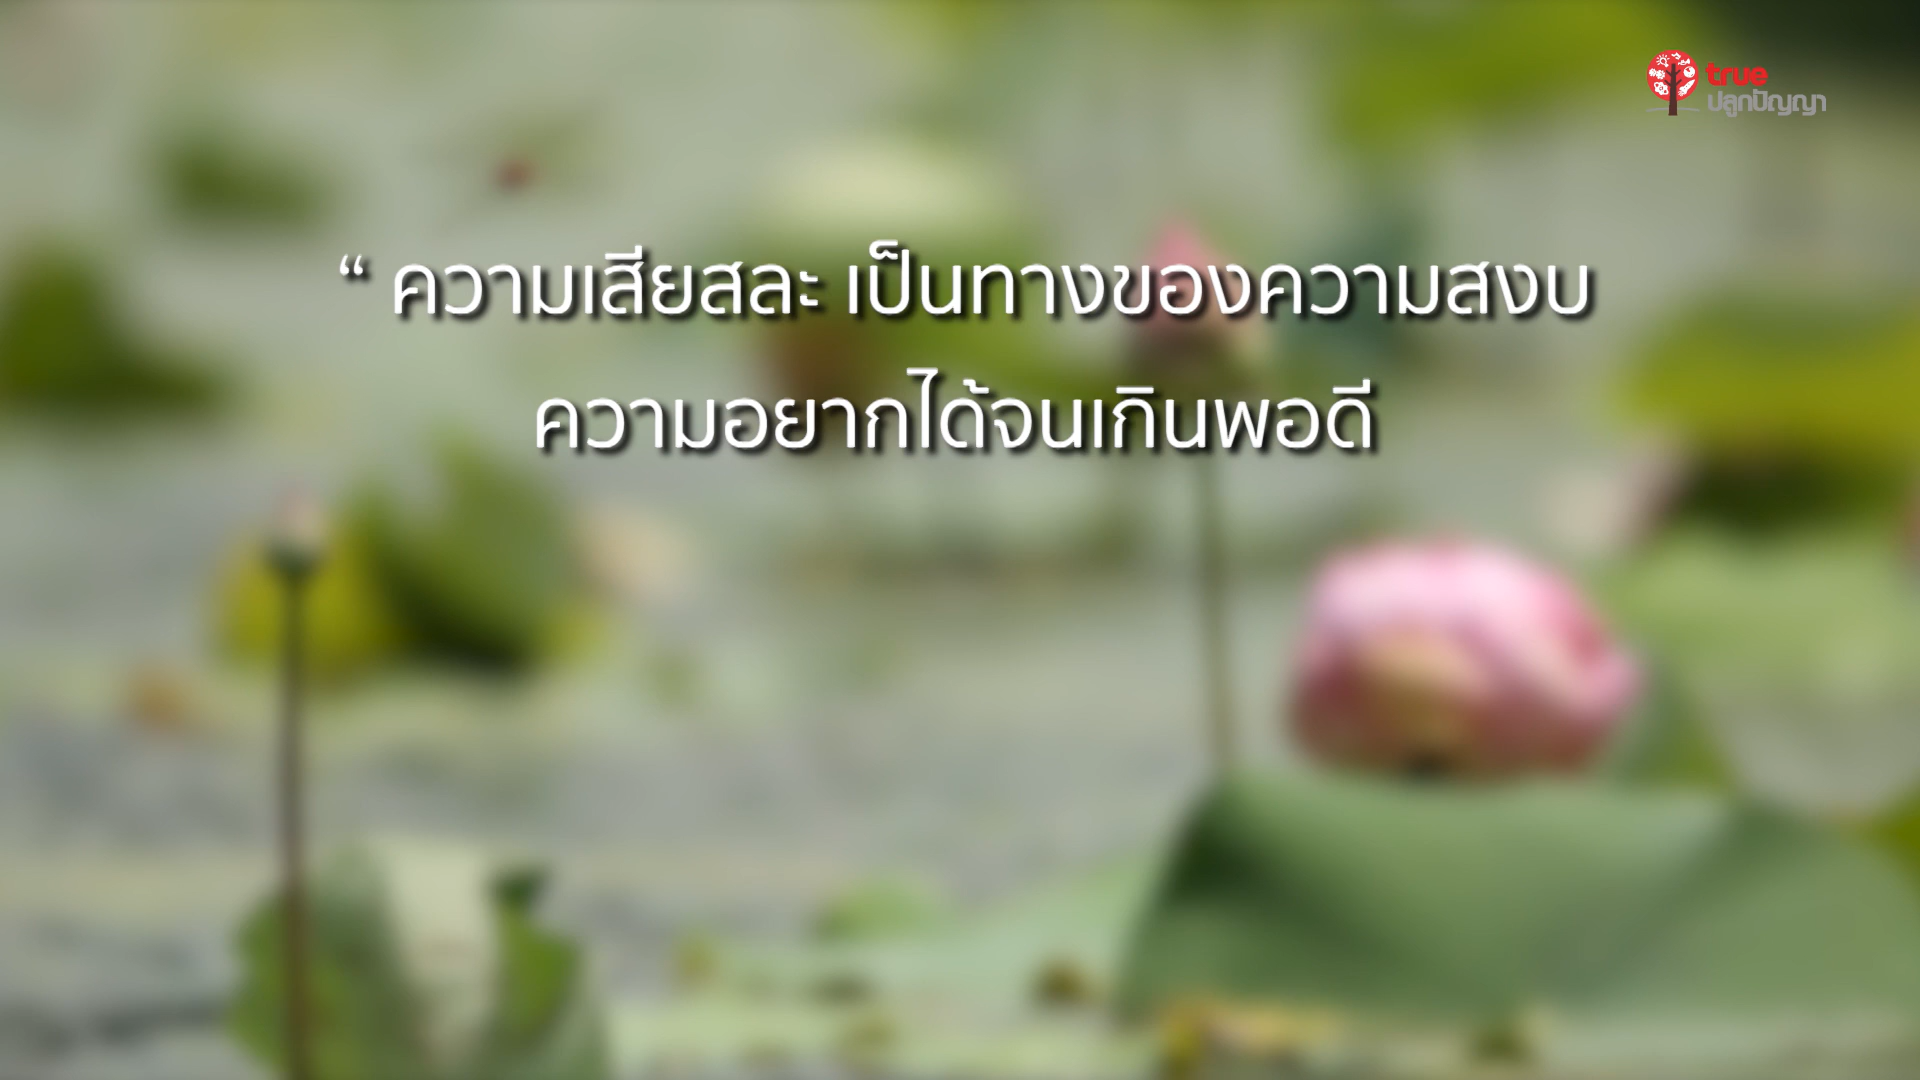 true
ปลูกปัญญา
“ ความเสียสละ เป็นทางของความสงบ
ความอยากได้จนเกินพอดี